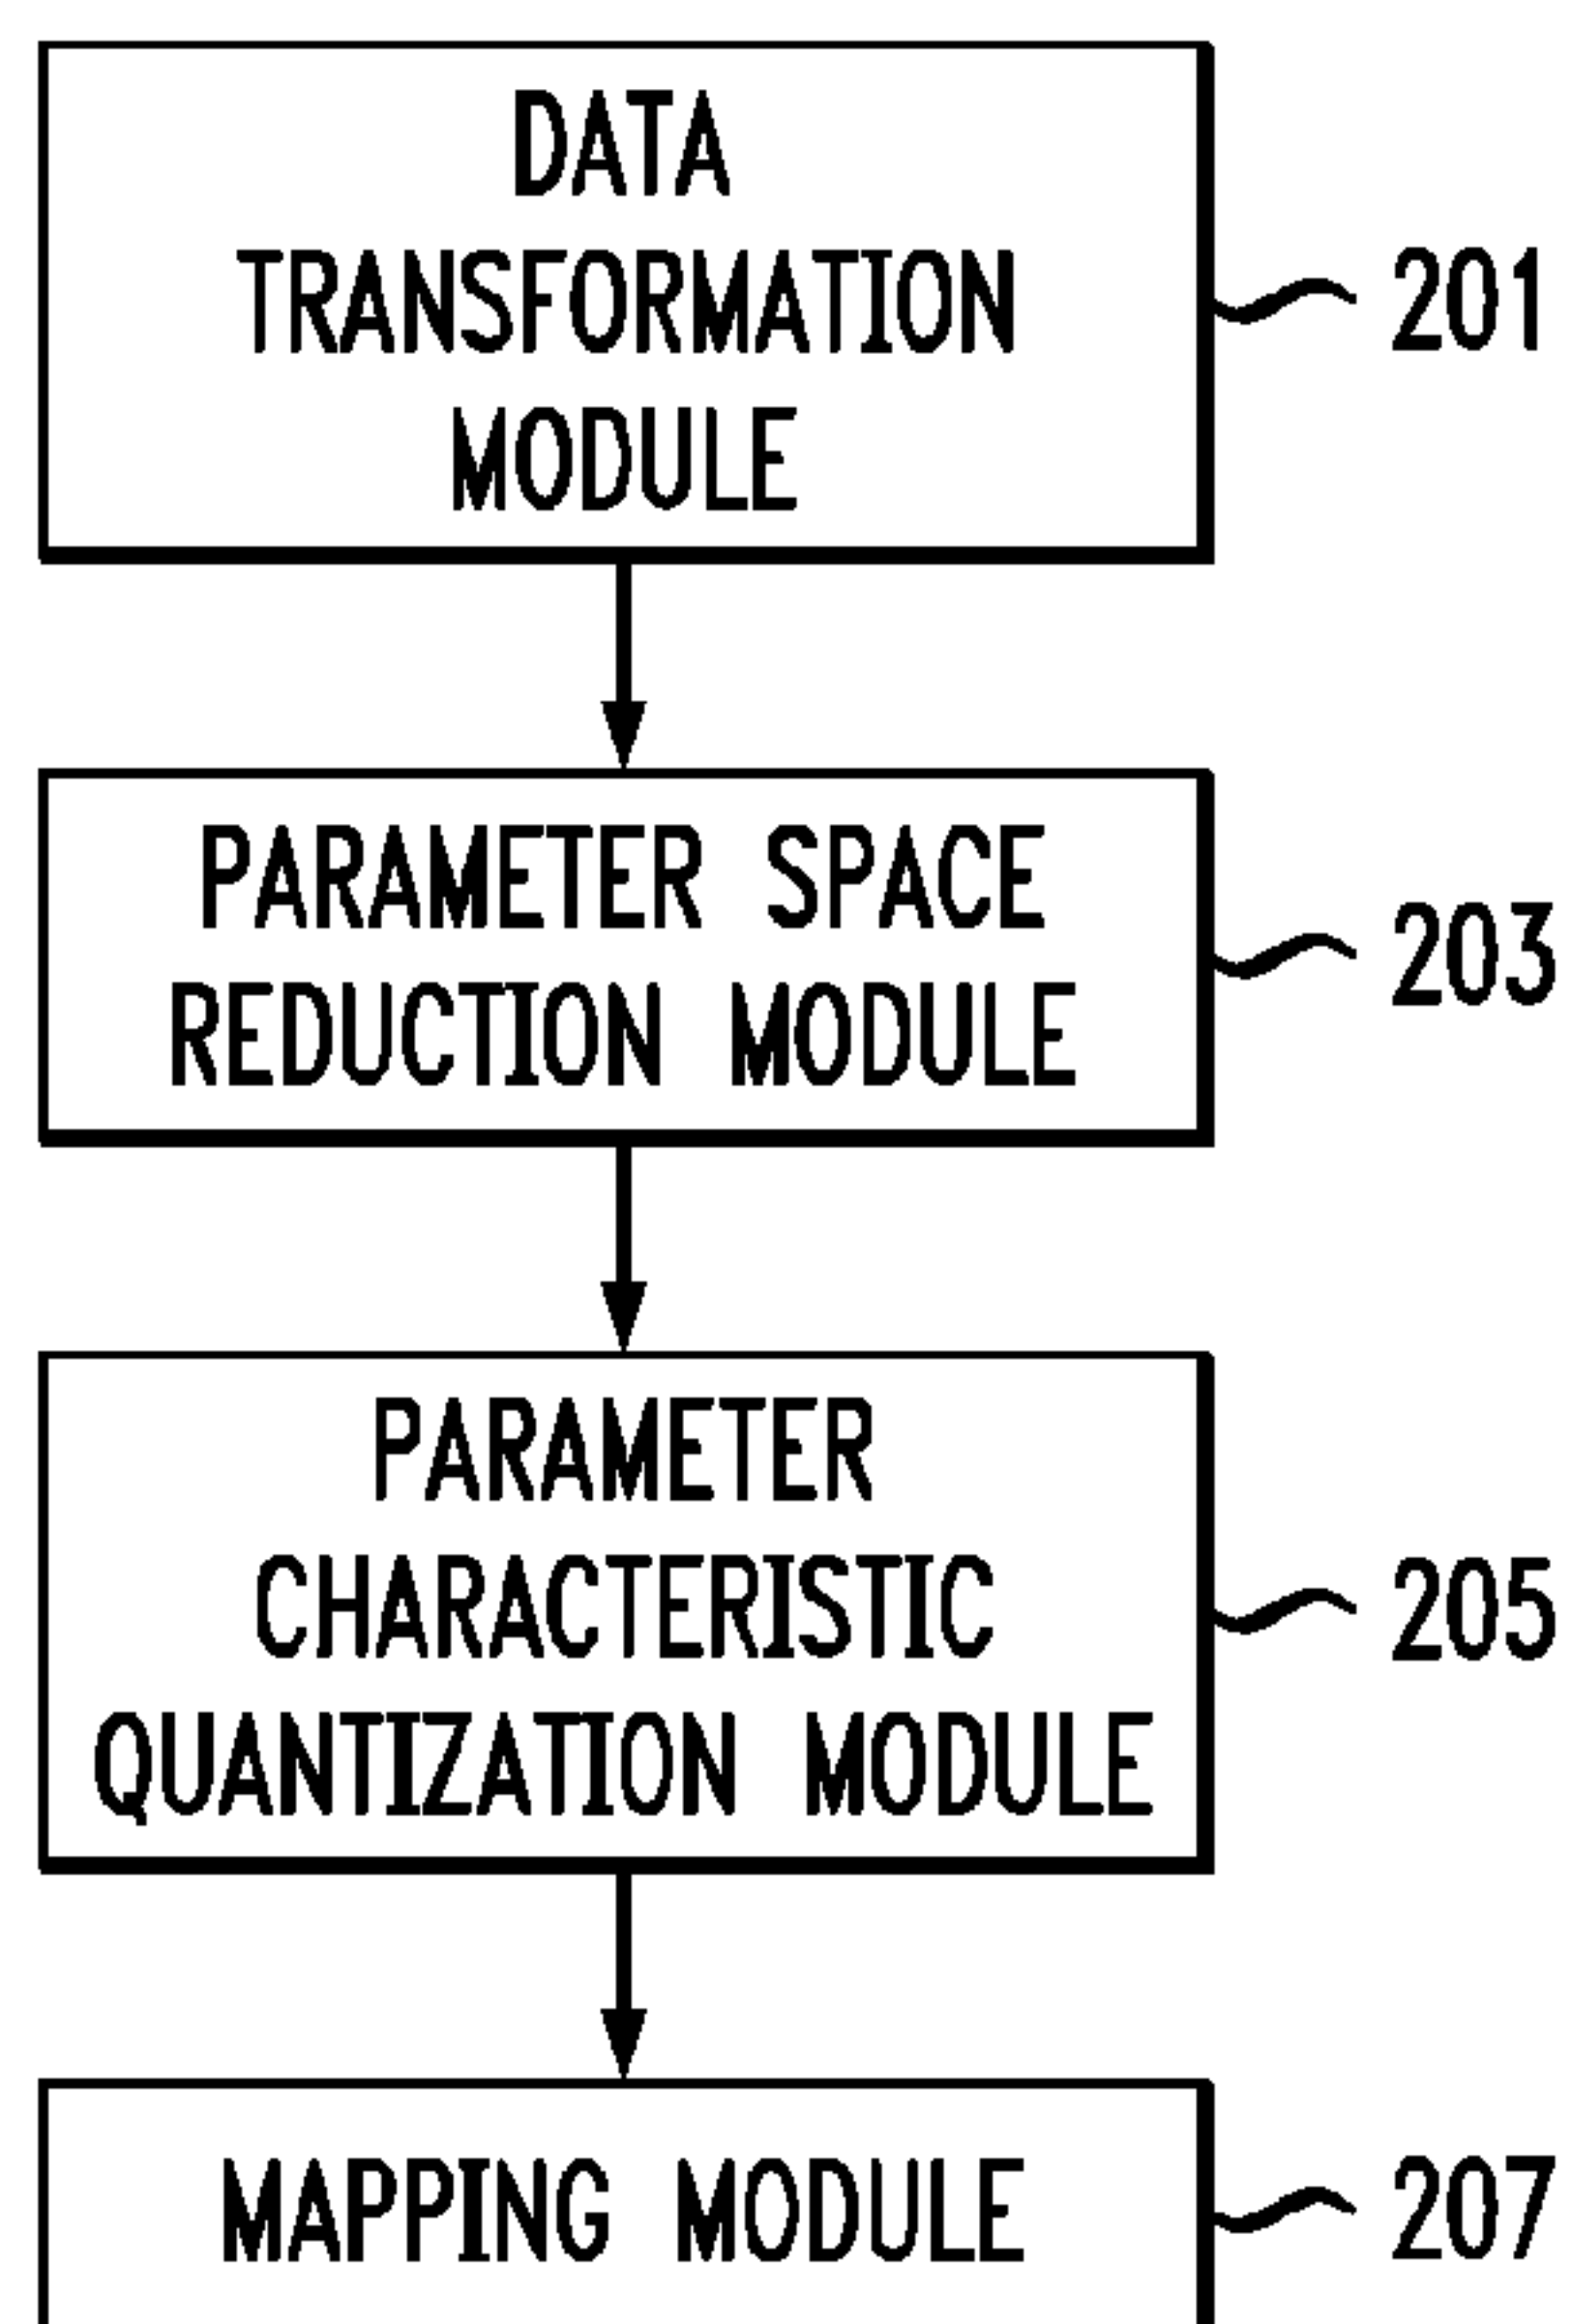 DATA
TRANSFORMATION
MODULE
201
PARAMETER SPACE
REDUCTION MODULE
203
PARAMETER
CHARACTERISTIC
QUANTIZATION MODULE
205
MAPPING MODULE
207